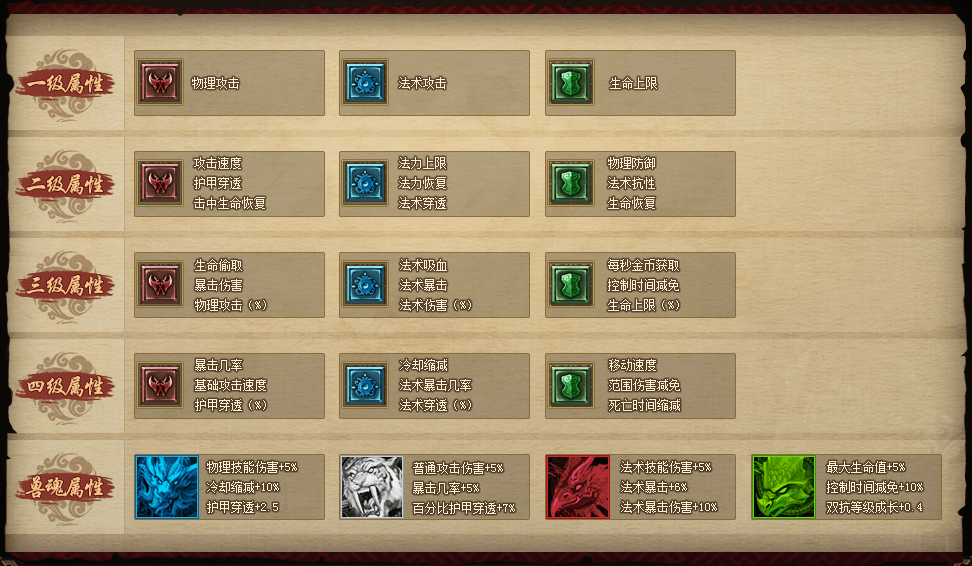 一级属性
物理攻击
法术攻击
生命上限
二级属性
攻击速度
护甲穿透
击中生命恢复
法力上限
法力恢复
法术穿透
物理防御
法术抗性
生命恢复
三级属性
生命偷取
暴击伤害
物理攻击（%）
法术吸血
法术暴击
法术伤害（%）
每秒金币获取
控制时间减免
生命上限（%）
四级属性
暴击几率
基础攻击速度
护甲穿透（%）
冷却缩减
法术暴击几率
法术穿透（%）
移动速度
范围伤害减免
死亡时间缩减
兽魂属性
物理技能伤害+5%
冷却缩减+10%
护甲穿透+2.5
普通攻击伤害+5%
暴击几率+5%
百分比护甲穿透+7%
法术技能伤害+5%
法术暴击+6%
法术暴击伤害+10%
最大生命值+5%
控制时间减免+10%
双抗等级成长+0.4